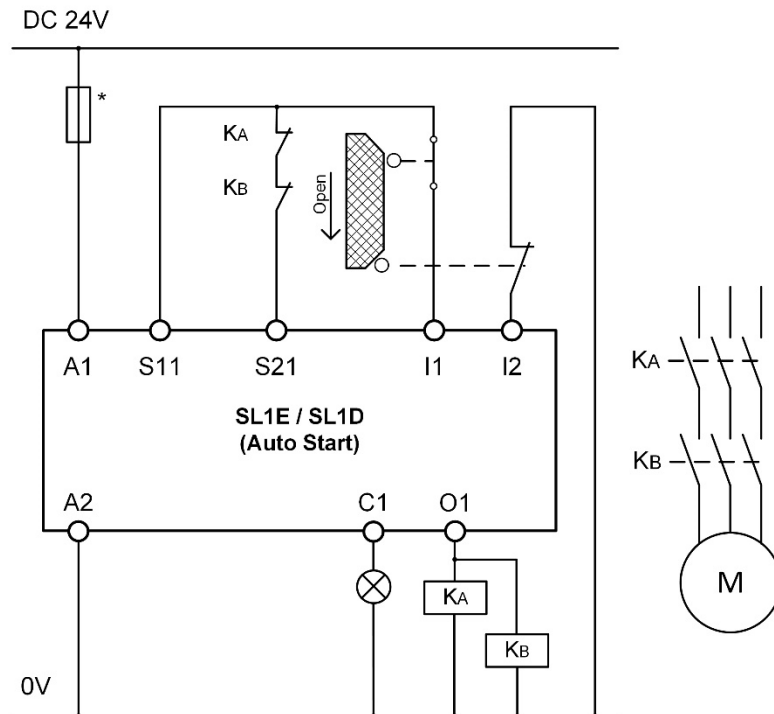 DC 24V
*
KA
KB
Open
A1 S11 S21 I1 I2
SL1E / SL1D
(Auto Start)
A2 C1 O1
KA
KB
0V
KA
KB
M